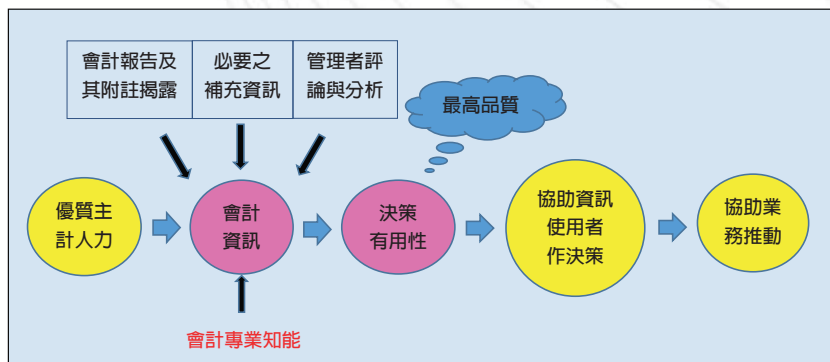 會計報告及
其附註揭露
必要之
補充資訊
管理者評
論與分析
最高品質
優質主
計人力
會計
資訊
決策
有用性
協助資訊
使用者
作決策
協助業
務推動
會計專業知能